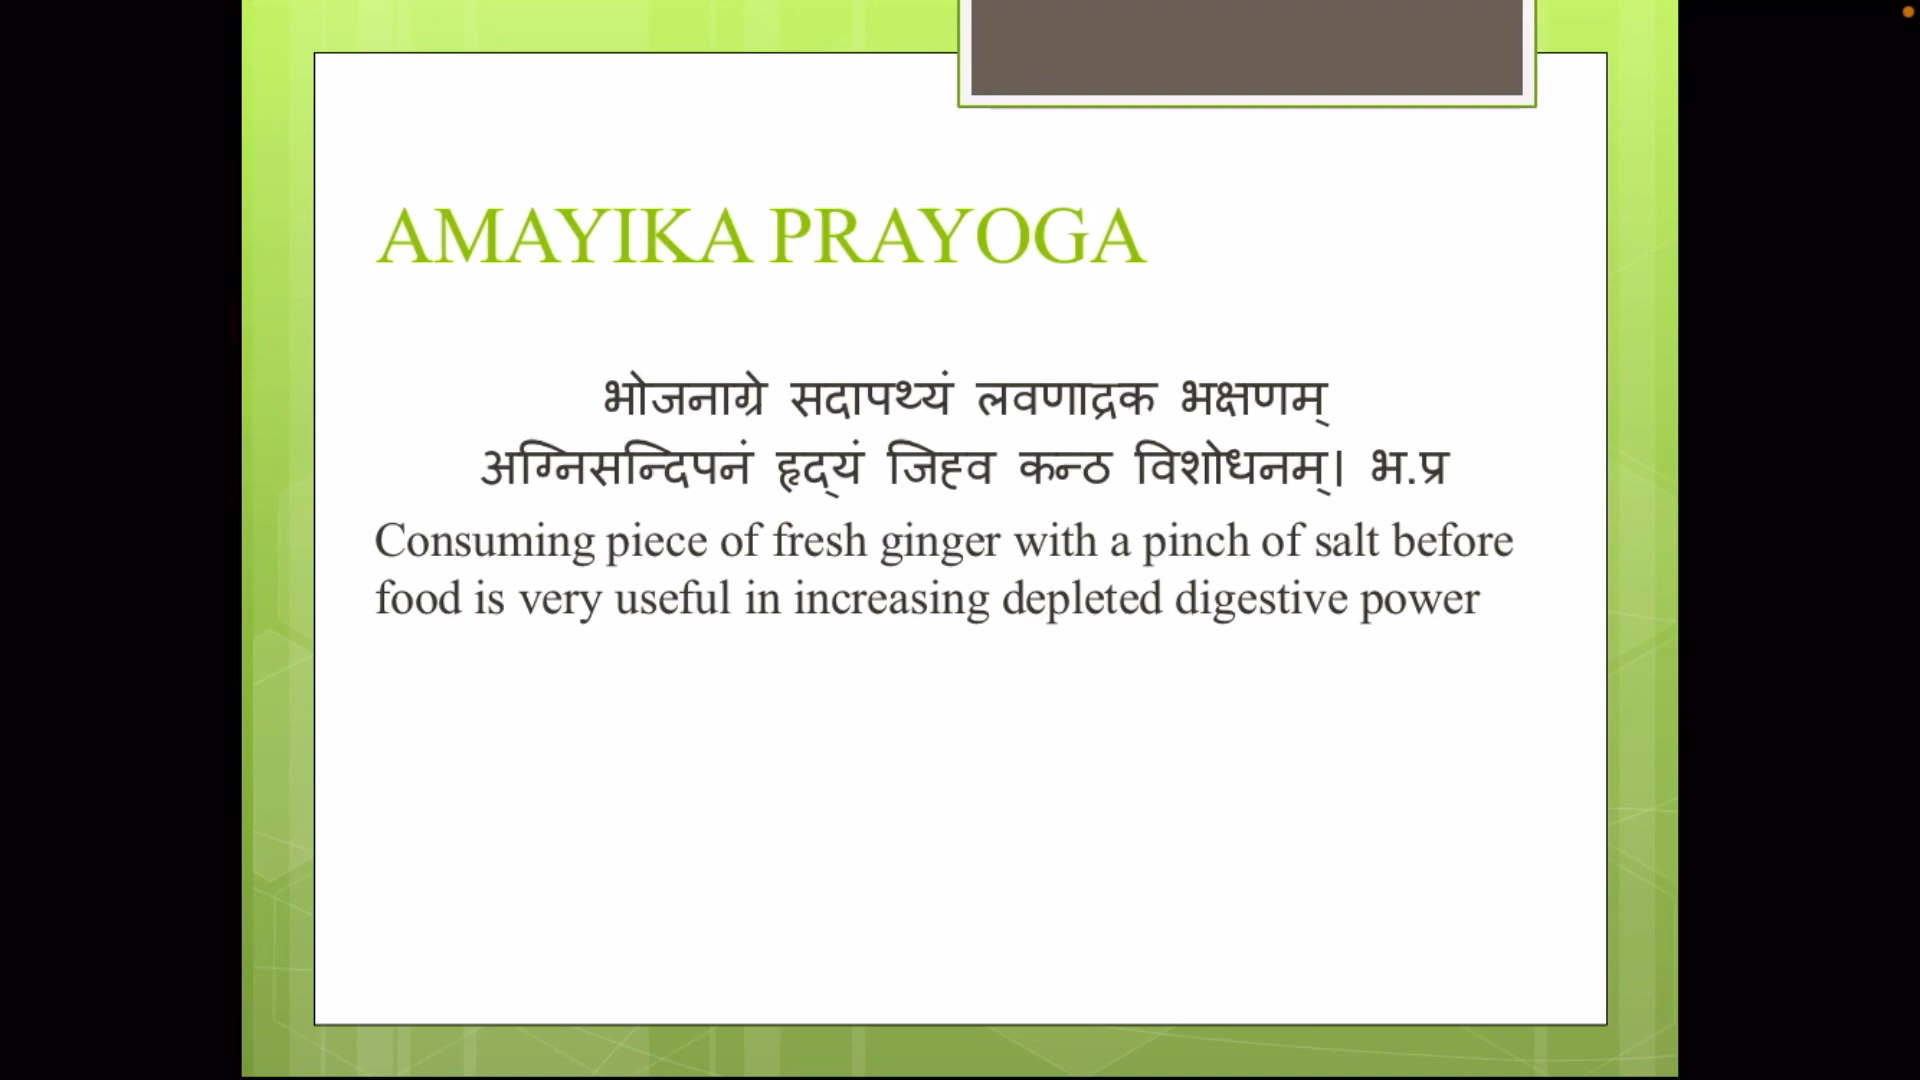 AMAYIKA PRAYOGA
भोजनाग्रे सदापथ्यं लवणाद्रक भक्षणम्
अग्निसन्दिपनं हृद्यं जिह्व कन्ठ विशोधनम्। भ.प्र
Consuming piece of fresh ginger with a pinch of salt before
food is very useful in increasing depleted digestive power